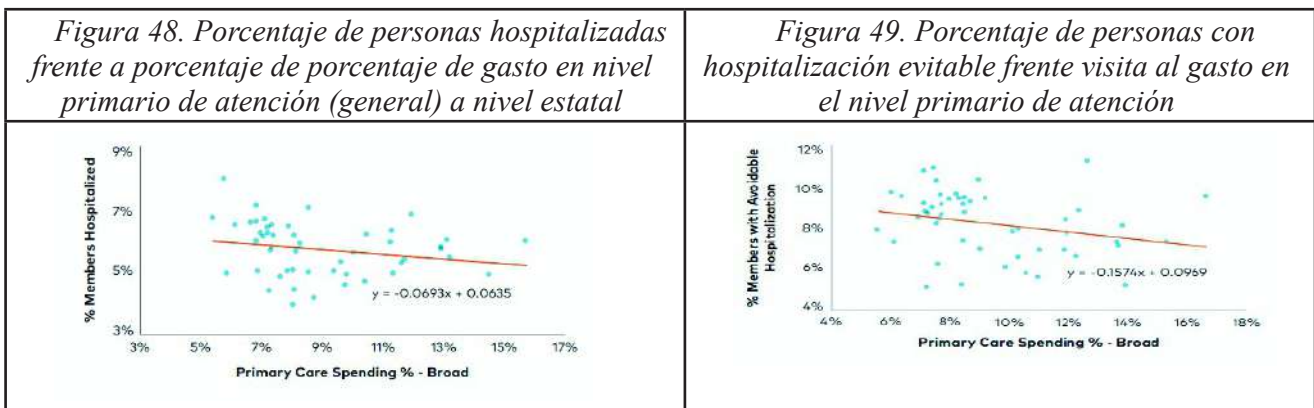 Figura 48. Porcentaje de personas hospitalizadas
frente a porcentaje de porcentaje de gasto en nivel
primario de atención (general) a nivel estatal
Figura 49. Porcentaje de personas con
hospitalización evitable frente visita al gasto en
el nivel primario de atención
% Members Hospitalized
9%
7%
5%
3%
y = -0.0693x + 0.0635
3% 5% 7% 9% 11% 13% 15% 17%
Primary Care Spending % - Broad
% Members with Avoidable
Hospitalization
12%
10%
8%
6%
4%
y = -0.1574x + 0.0969
4% 6% 8% 10% 12% 14% 16% 18%
Primary Care Spending % - Broad